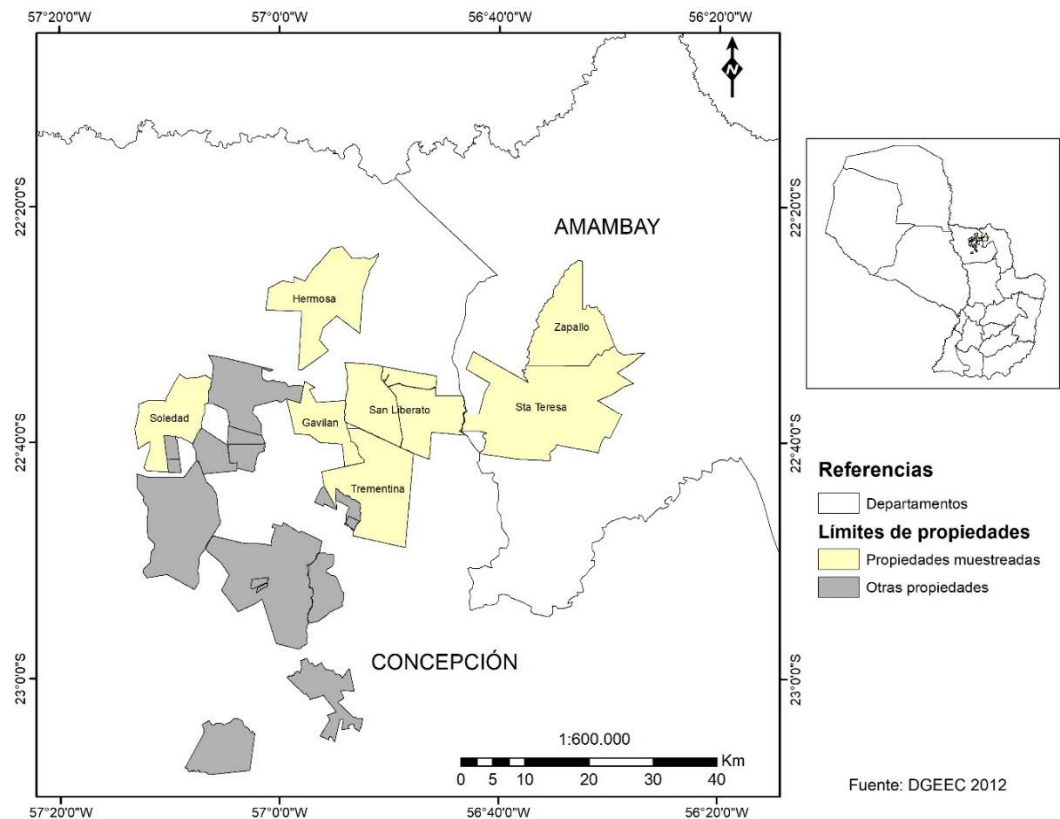 57°20'0"W 57°0'0"W 56°40'0"W 56°20'0"W
N
22°20'0"S 22°20'0"S
AMAMBAY
Hermosa
Zapallo
Soledad
Gavilan
San Liberato
Sta Teresa
22°40'0"S 22°40'0"S
Trementina
CONCEPCIÓN
23°0'0"S 23°0'0"S
1:600.000
Km
0 5 10 20 30 40
57°20'0"W 57°0'0"W 56°40'0"W 56°20'0"W
Referencias
Departamentos
Límites de propiedades
Propiedades muestreadas
Otras propiedades
Fuente: DGEEC 2012